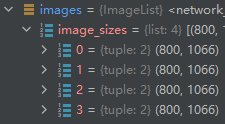 images = {ImageList} <network_
image_sizes = {list: 4} [(800,
0 = {tuple: 2} (800, 1066)
1 = {tuple: 2} (800, 1066)
2 = {tuple: 2} (800, 1066)
3 = {tuple: 2} (800, 1066)